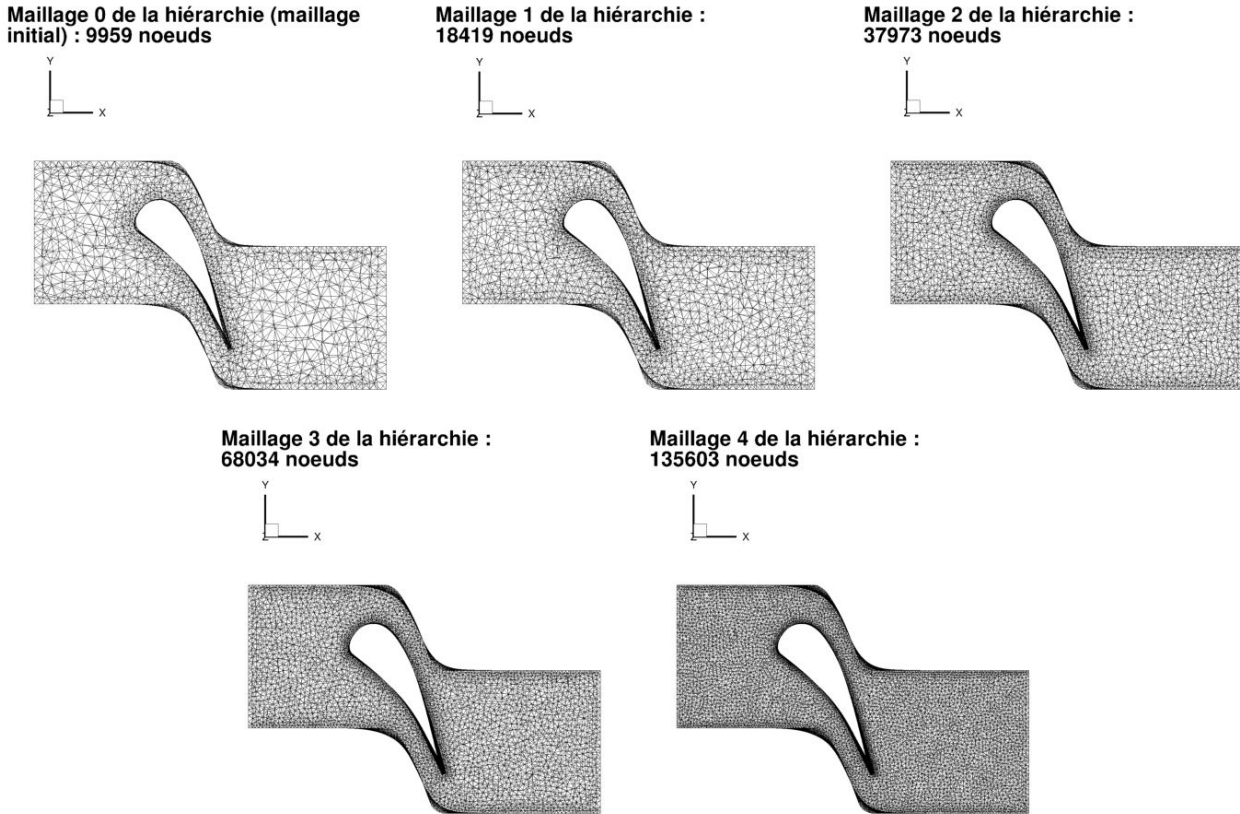 Maillage 0 de la hiérarchie (maillage
initial) : 9959 noeuds
Maillage 1 de la hiérarchie :
18419 noeuds
Maillage 2 de la hiérarchie :
37973 noeuds
Y
Z X
Y
Z X
Y
Z X
Maillage 3 de la hiérarchie :
68034 noeuds
Maillage 4 de la hiérarchie :
135603 noeuds
Y
Z X
Y
Z X